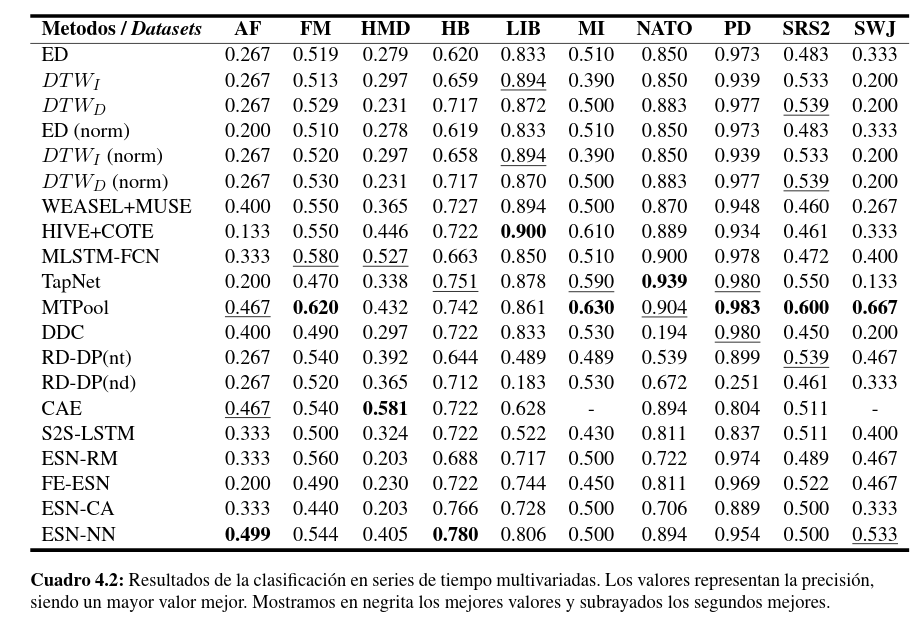 Metodos / Datasets AF FM HMD HB LIB MI NATO PD SRS2 SWJ
ED 0.267 0.519 0.279 0.620 0.833 0.510 0.850 0.973 0.483 0.333
DTW_I 0.267 0.513 0.297 0.659 0.894 0.390 0.850 0.939 0.533 0.200
DTW_D 0.267 0.529 0.231 0.717 0.872 0.500 0.883 0.977 0.539 0.200
ED (norm) 0.200 0.510 0.278 0.619 0.833 0.510 0.850 0.973 0.483 0.333
DTW_I (norm) 0.267 0.520 0.297 0.658 0.894 0.390 0.850 0.939 0.533 0.200
DTW_D (norm) 0.267 0.530 0.231 0.717 0.870 0.500 0.883 0.977 0.539 0.200
WEASEL+MUSE 0.400 0.550 0.365 0.727 0.894 0.500 0.870 0.948 0.460 0.267
HIVE+COTE 0.133 0.550 0.446 0.722 0.900 0.610 0.889 0.934 0.461 0.333
MLSTM-FCN 0.333 0.580 0.527 0.663 0.850 0.510 0.900 0.978 0.472 0.400
TapNet 0.200 0.470 0.338 0.751 0.878 0.590 0.939 0.980 0.550 0.133
MTPool 0.467 0.620 0.432 0.742 0.861 0.630 0.904 0.983 0.600 0.667
DDC 0.400 0.490 0.297 0.722 0.833 0.530 0.194 0.980 0.450 0.200
RD-DP(nt) 0.267 0.540 0.392 0.644 0.489 0.489 0.539 0.899 0.539 0.467
RD-DP(nd) 0.267 0.520 0.365 0.712 0.183 0.530 0.672 0.251 0.461 0.333
CAE 0.467 0.540 0.581 0.722 0.628 - 0.894 0.804 0.511 -
S2S-LSTM 0.333 0.500 0.324 0.722 0.522 0.430 0.811 0.837 0.511 0.400
ESN-RM 0.333 0.560 0.203 0.688 0.717 0.500 0.722 0.974 0.489 0.467
FE-ESN 0.200 0.490 0.230 0.722 0.744 0.450 0.811 0.969 0.522 0.467
ESN-CA 0.333 0.440 0.203 0.766 0.728 0.500 0.706 0.889 0.500 0.333
ESN-NN 0.499 0.544 0.405 0.780 0.806 0.500 0.894 0.954 0.500 0.533
Cuadro 4.2: Resultados de la clasificación en series de tiempo multivariadas. Los valores representan la precisión,
siendo un mayor valor mejor. Mostramos en negrita los mejores valores y subrayados los segundos mejores.